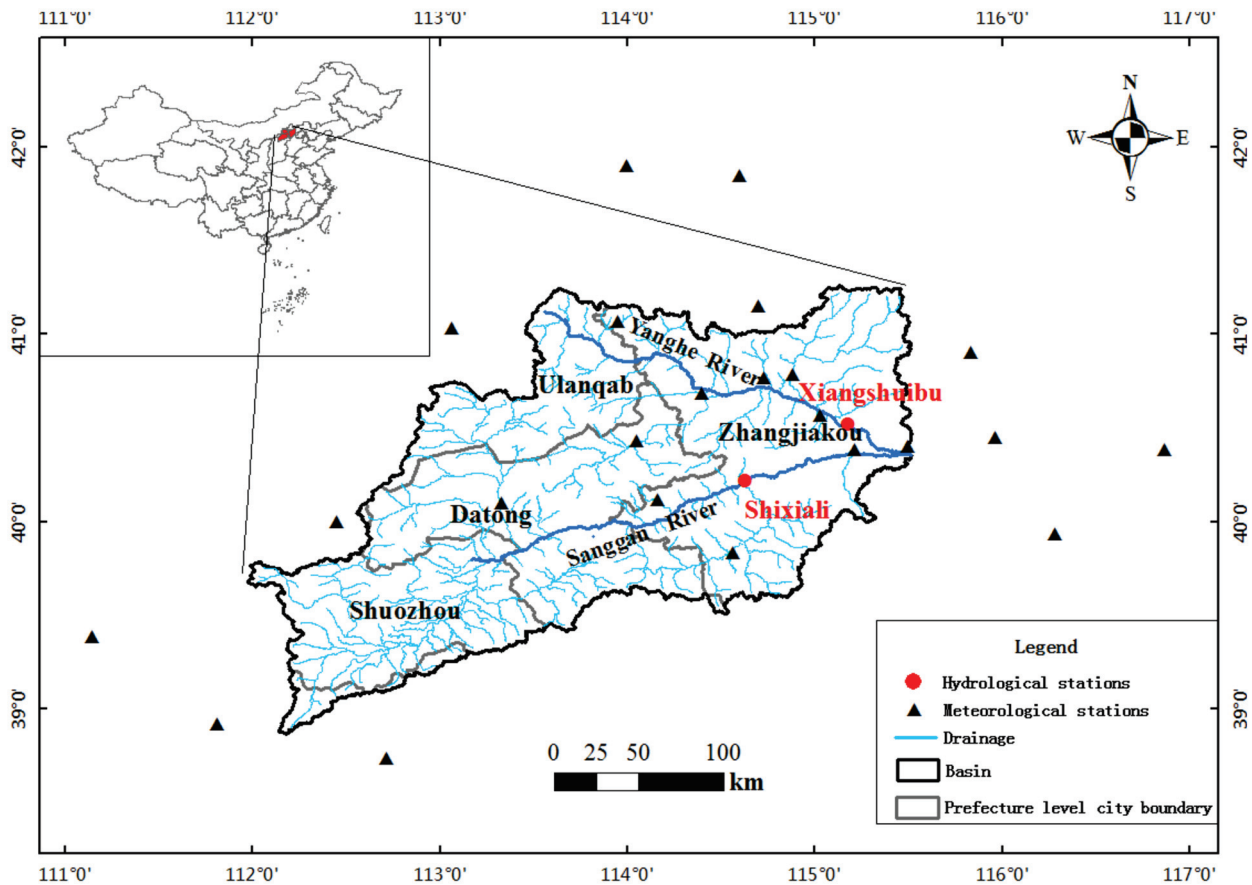 111°0' 112°0' 113°0' 114°0' 115°0' 116°0' 117°0'
N
W E
S
42°0' 42°0'
41°0' 41°0'
40°0' 40°0'
39°0' 39°0'
Yanghe River
Ulanqab
Xiangshuibu
Zhangjiakou
Datong
Shixiali
Sanggan River
Shuozhou
Legend
Hydrological stations
Meteorological stations
Drainage
Basin
Prefecture level city boundary
0 25 50 100
km
111°0' 112°0' 113°0' 114°0' 115°0' 116°0' 117°0'